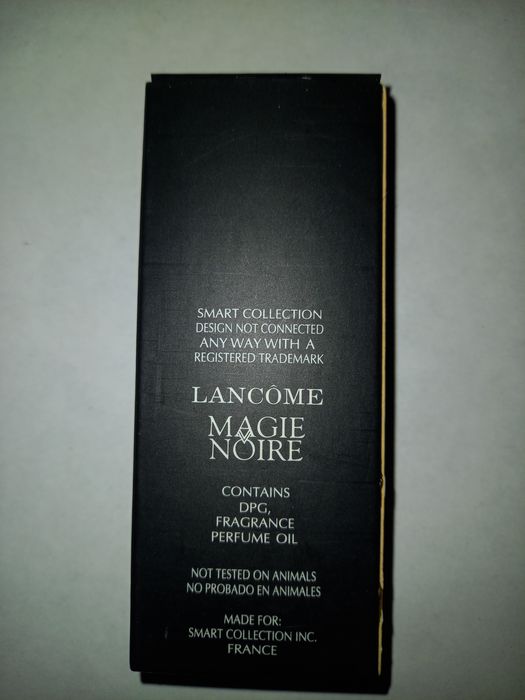 SMART COLLECTION
DESIGN NOT CONNECTED
ANY WAY WITH A
REGISTERED TRADEMARK
LANCÔME
MAGIE
NOIRE
CONTAINS
DPG,
FRAGRANCE
PERFUME OIL
NOT TESTED ON ANIMALS
NO PROBADO EN ANIMALES
MADE FOR:
SMART COLLECTION INC.
FRANCE